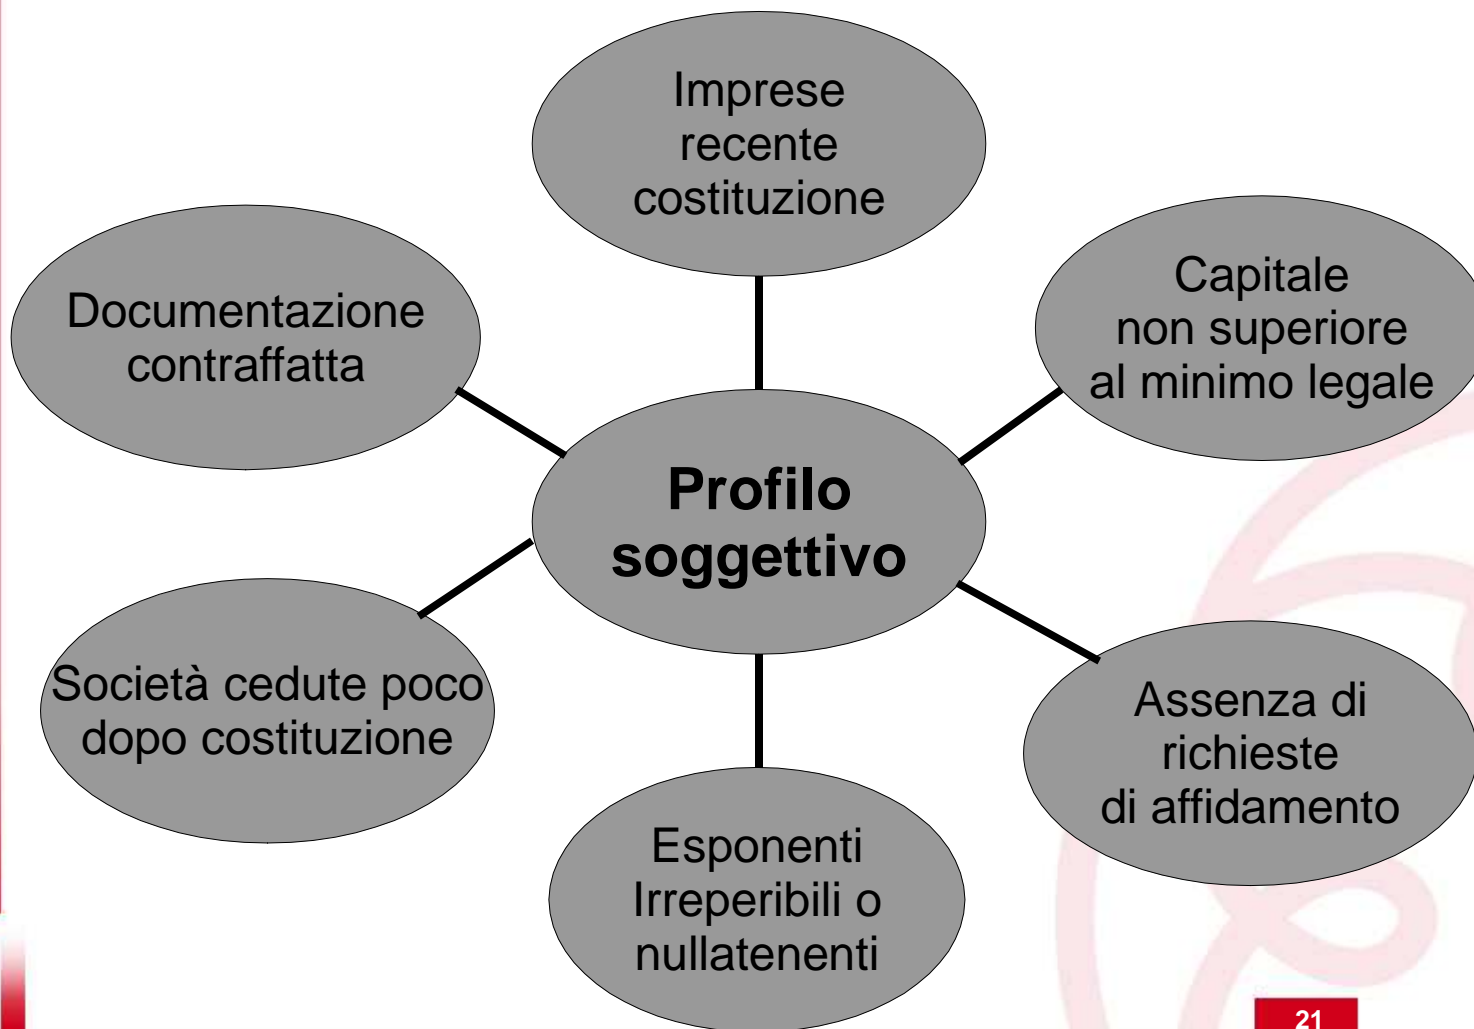 Imprese
recente
costituzione
Documentazione
contraffatta
Capitale
non superiore
al minimo legale
Profilo
soggettivo
Società cedute poco
dopo costituzione
Assenza di
richieste
di affidamento
Esponenti
Irreperibili o
nullatenenti
21